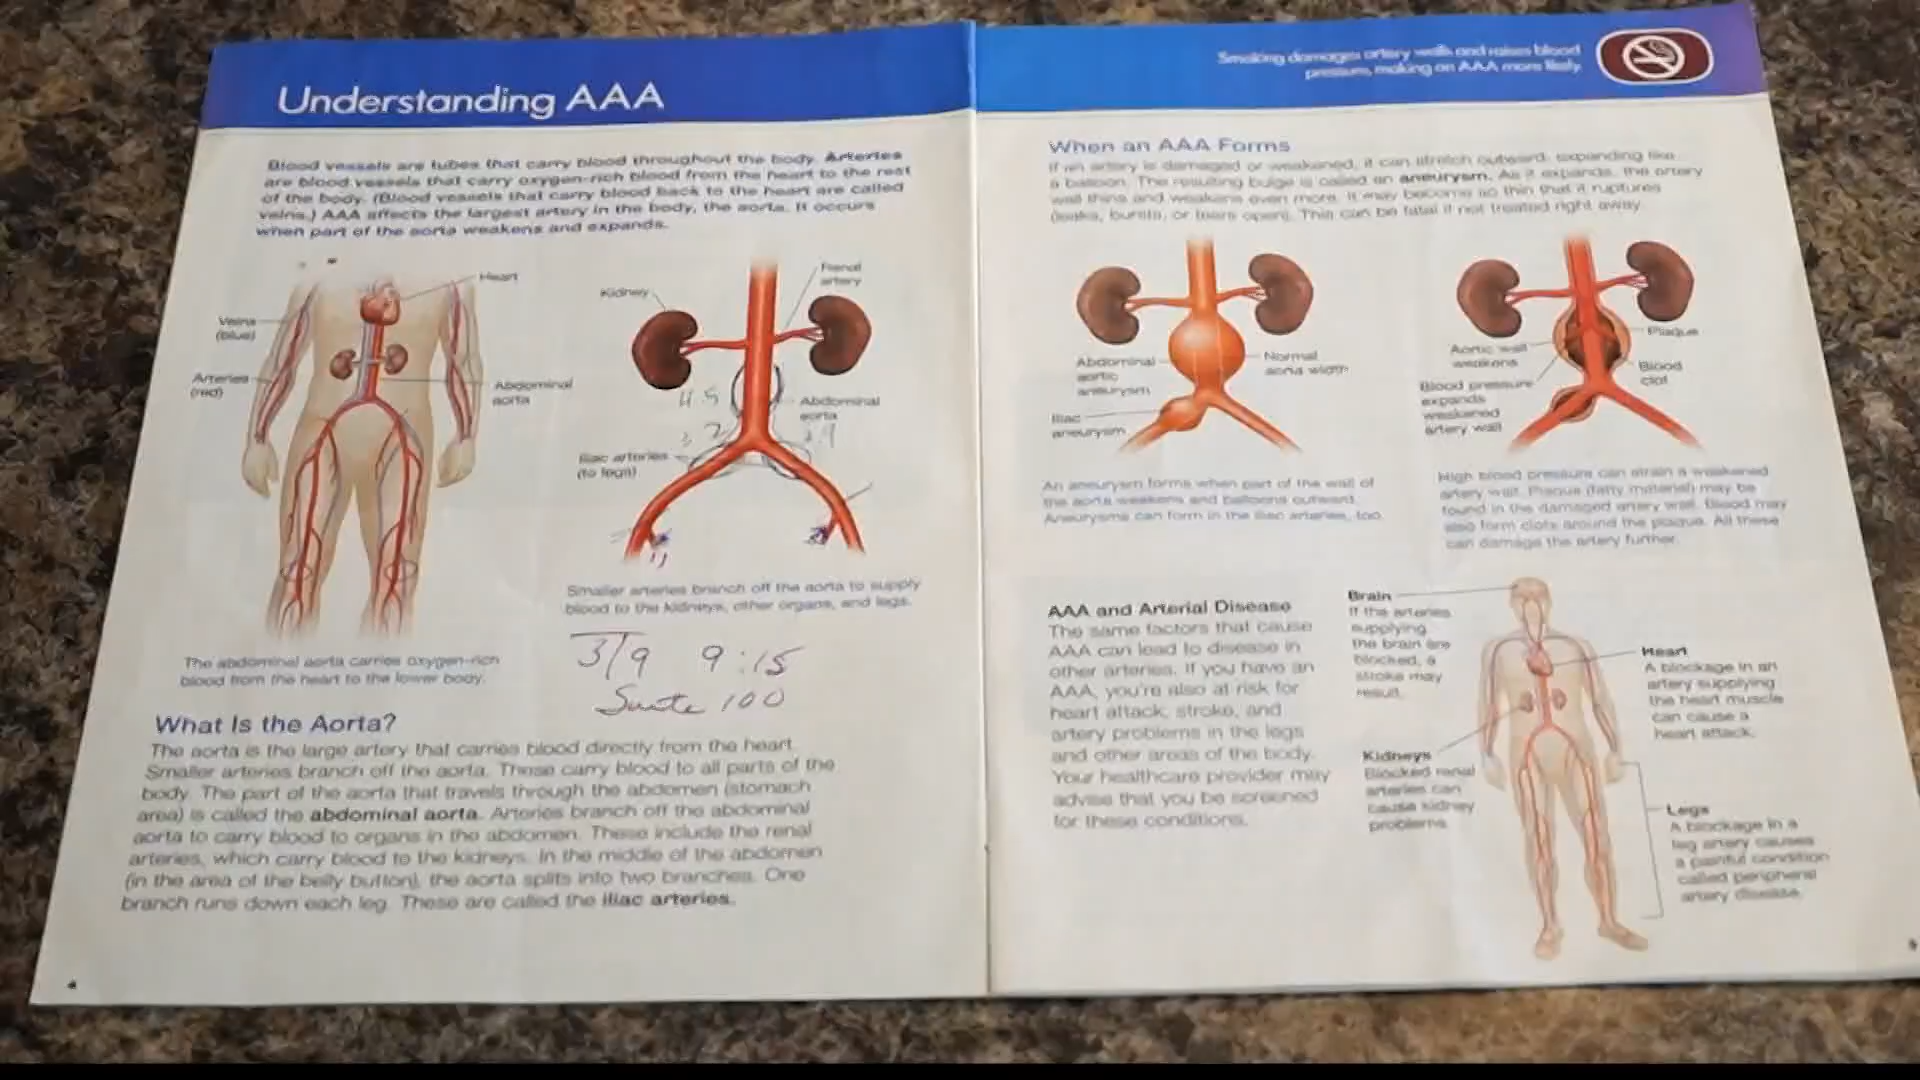 Understanding AAA
Blood vessels are tubes that carry blood throughout the body. Arteries
are blood vessels that carry oxygen-rich blood from the heart to the rest
of the body. (Blood vessels that carry blood back to the heart are called
veins.) AAA affects the largest artery in the body, the aorta. It occurs
when part of the aorta weakens and expands.
Heart
Veins
(blue)
Arteries
(red)
Abdominal
aorta
The abdominal aorta carries oxygen-rich
blood from the heart to the lower body.
Kidney
Renal
artery
4.5
Abdominal
aorta
3.2
2.9
Iliac arteries
(to legs)
Smaller arteries branch off the aorta to supply
blood to the kidneys, other organs, and legs.
3/9 9:15
Suite 100
What Is the Aorta?
The aorta is the large artery that carries blood directly from the heart.
Smaller arteries branch off the aorta. These carry blood to all parts of the
body. The part of the aorta that travels through the abdomen (stomach
area) is called the abdominal aorta. Arteries branch off the abdominal
aorta to carry blood to organs in the abdomen. These include the renal
arteries, which carry blood to the kidneys. In the middle of the abdomen
(in the area of the belly button), the aorta splits into two branches. One
branch runs down each leg. These are called the iliac arteries.
4
Smoking damages artery walls and raises blood
pressure, making an AAA more likely.
When an AAA Forms
If an artery is damaged or weakened, it can stretch outward, expanding like
a balloon. The resulting bulge is called an aneurysm. As it expands, the artery
wall thins and weakens even more. It may become so thin that it ruptures
(leaks, bursts, or tears open). This can be fatal if not treated right away.
Abdominal
aortic
aneurysm
Normal
aorta width
Iliac
aneurysm
An aneurysm forms when part of the wall of
the aorta weakens and balloons outward.
Aneurysms can form in the iliac arteries, too.
Plaque
Aortic wall
weakens
Blood
clot
Blood pressure
expands
weakened
artery wall
High blood pressure can strain a weakened
artery wall. Plaque (fatty material) may be
found in the damaged artery wall. Blood may
also form clots around the plaque. All these
can damage the artery further.
AAA and Arterial Disease
The same factors that cause
AAA can lead to disease in
other arteries. If you have an
AAA, you're also at risk for
heart attack, stroke, and
artery problems in the legs
and other areas of the body.
Your healthcare provider may
advise that you be screened
for these conditions.
Brain
If the arteries
supplying
the brain are
blocked, a
stroke may
result.
Heart
A blockage in an
artery supplying
the heart muscle
can cause a
heart attack.
Kidneys
Blocked renal
arteries can
cause kidney
problems.
Legs
A blockage in a
leg artery causes
a painful condition
called peripheral
artery disease.
5